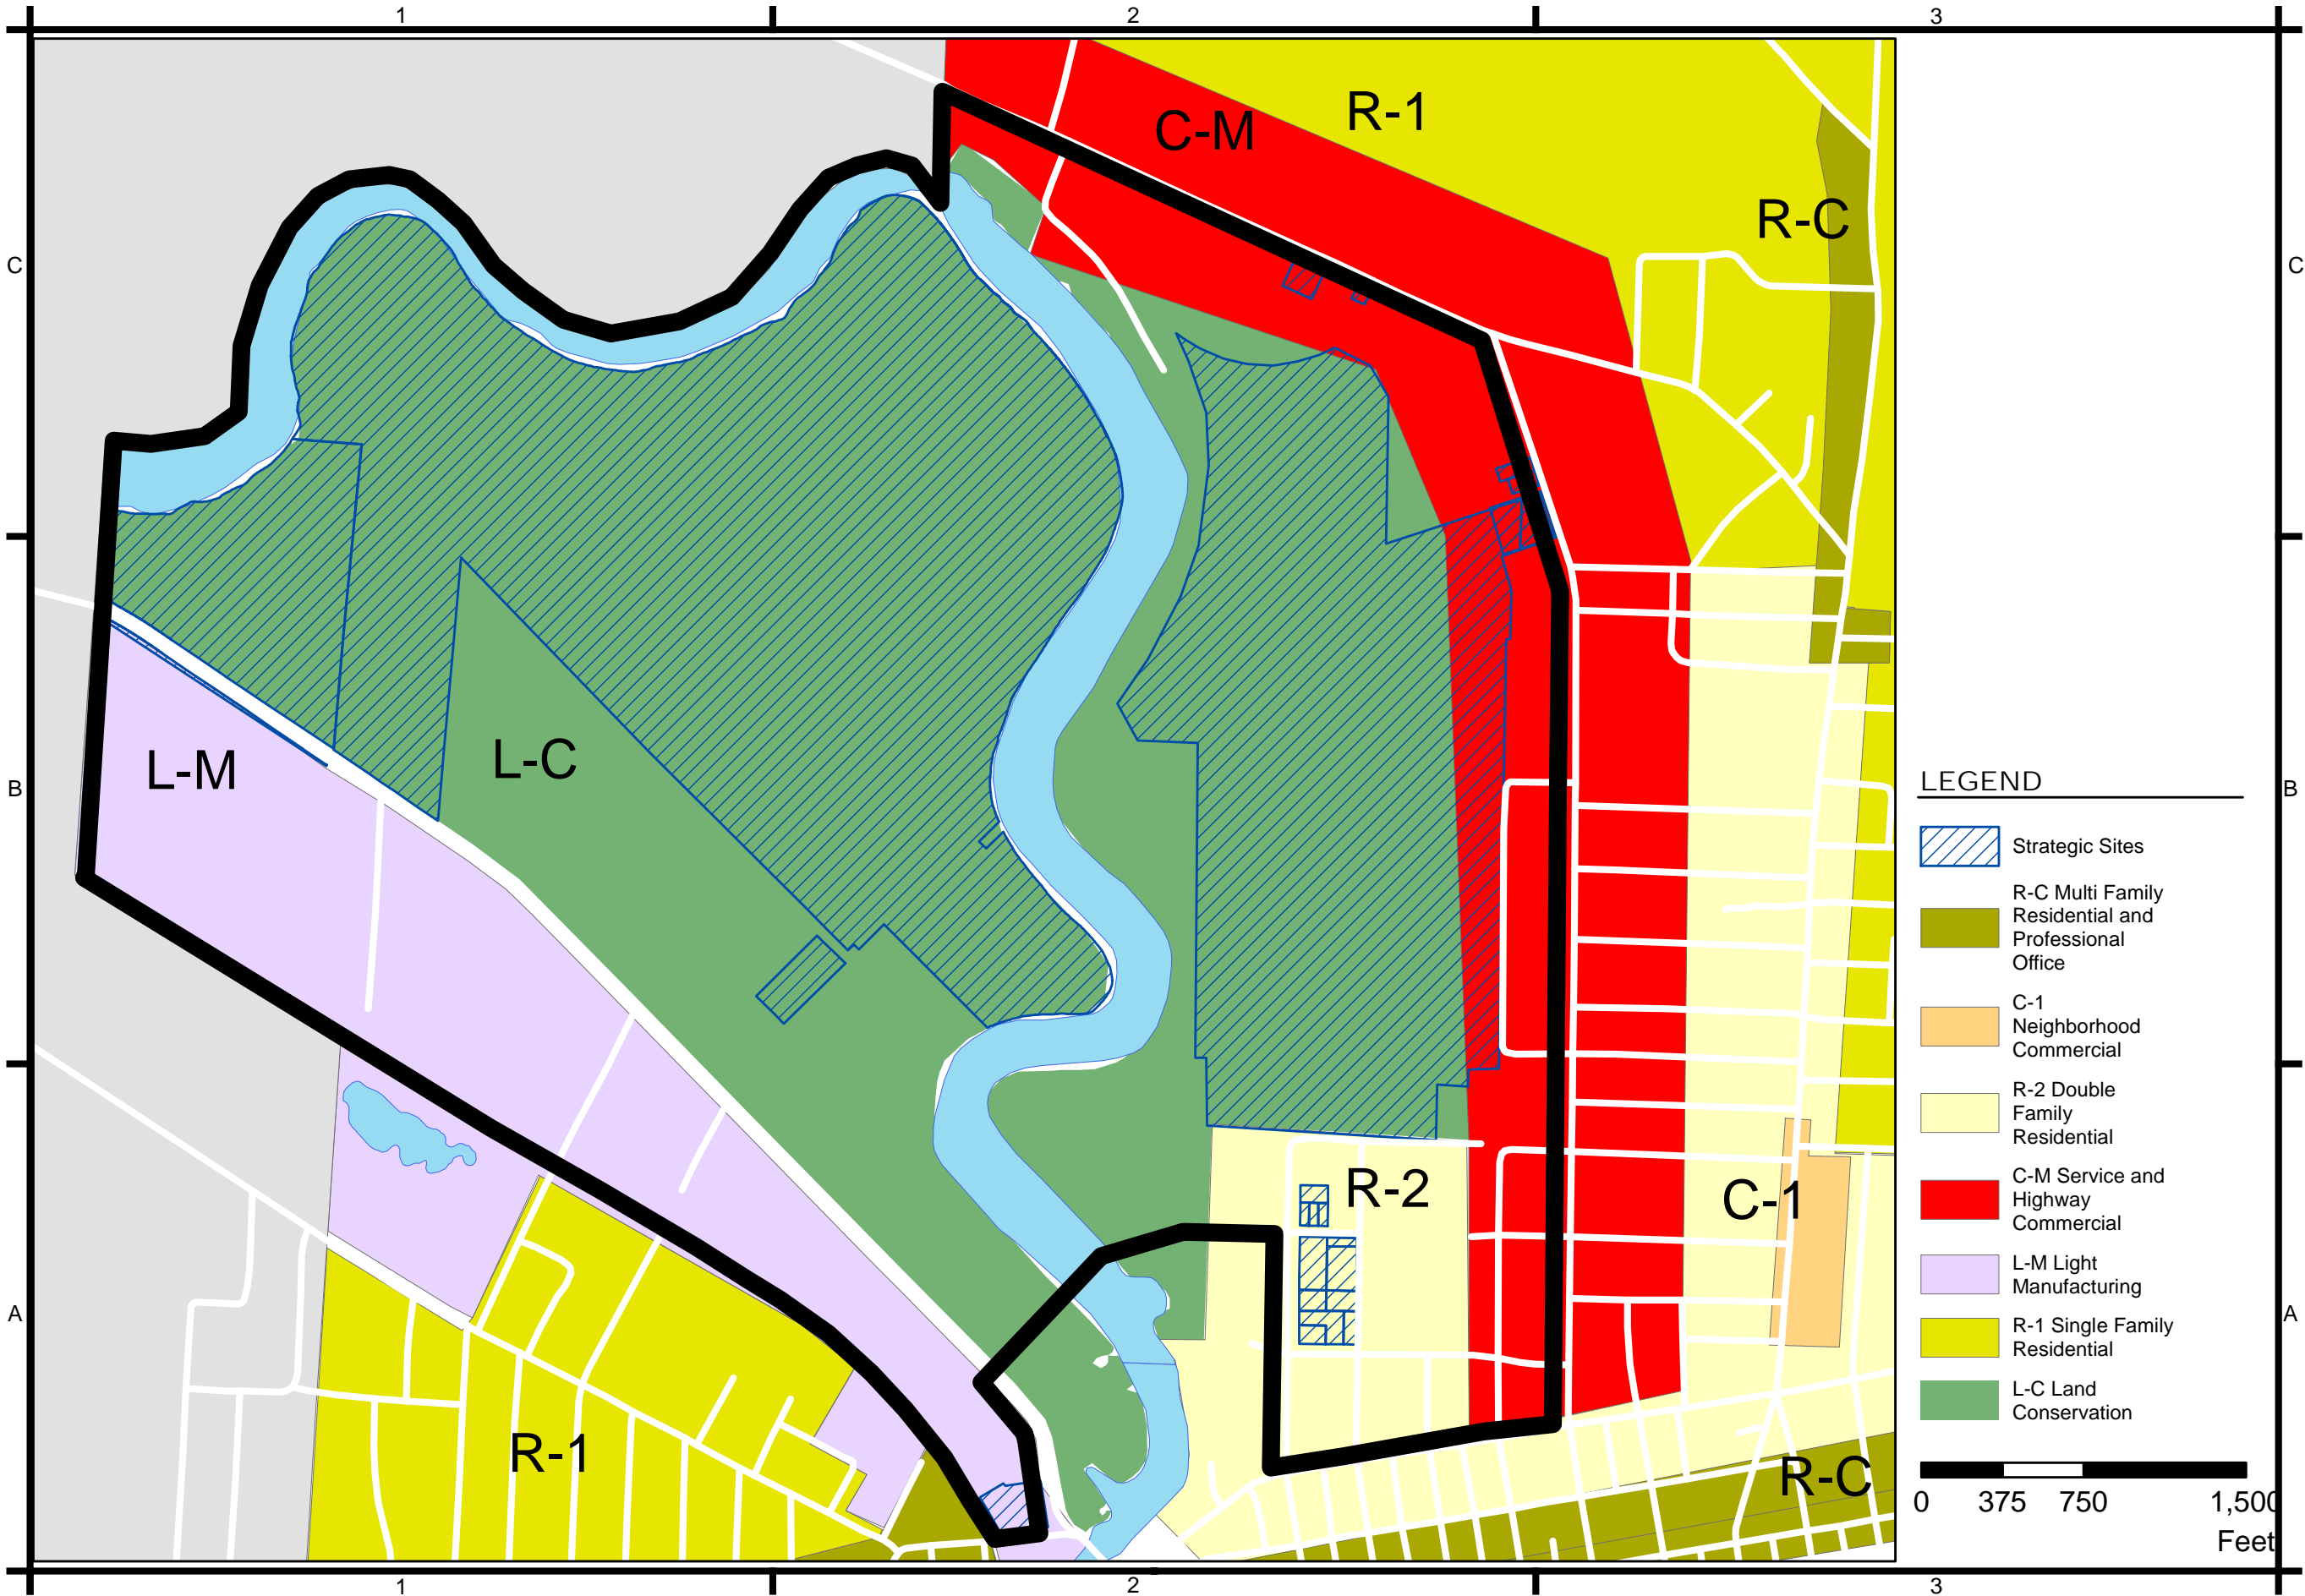 1 2 3
R-1
C-M
R-C
C C
L-M
L-C
B B
LEGEND
Strategic Sites
R-C Multi Family
Residential and
Professional
Office
C-1
Neighborhood
Commercial
R-2 Double
Family
Residential
R-2
C-1
C-M Service and
Highway
Commercial
L-M Light
Manufacturing
A A
R-1 Single Family
Residential
L-C Land
Conservation
R-1
R-C
0 375 750 1,500
Feet
1 2 3